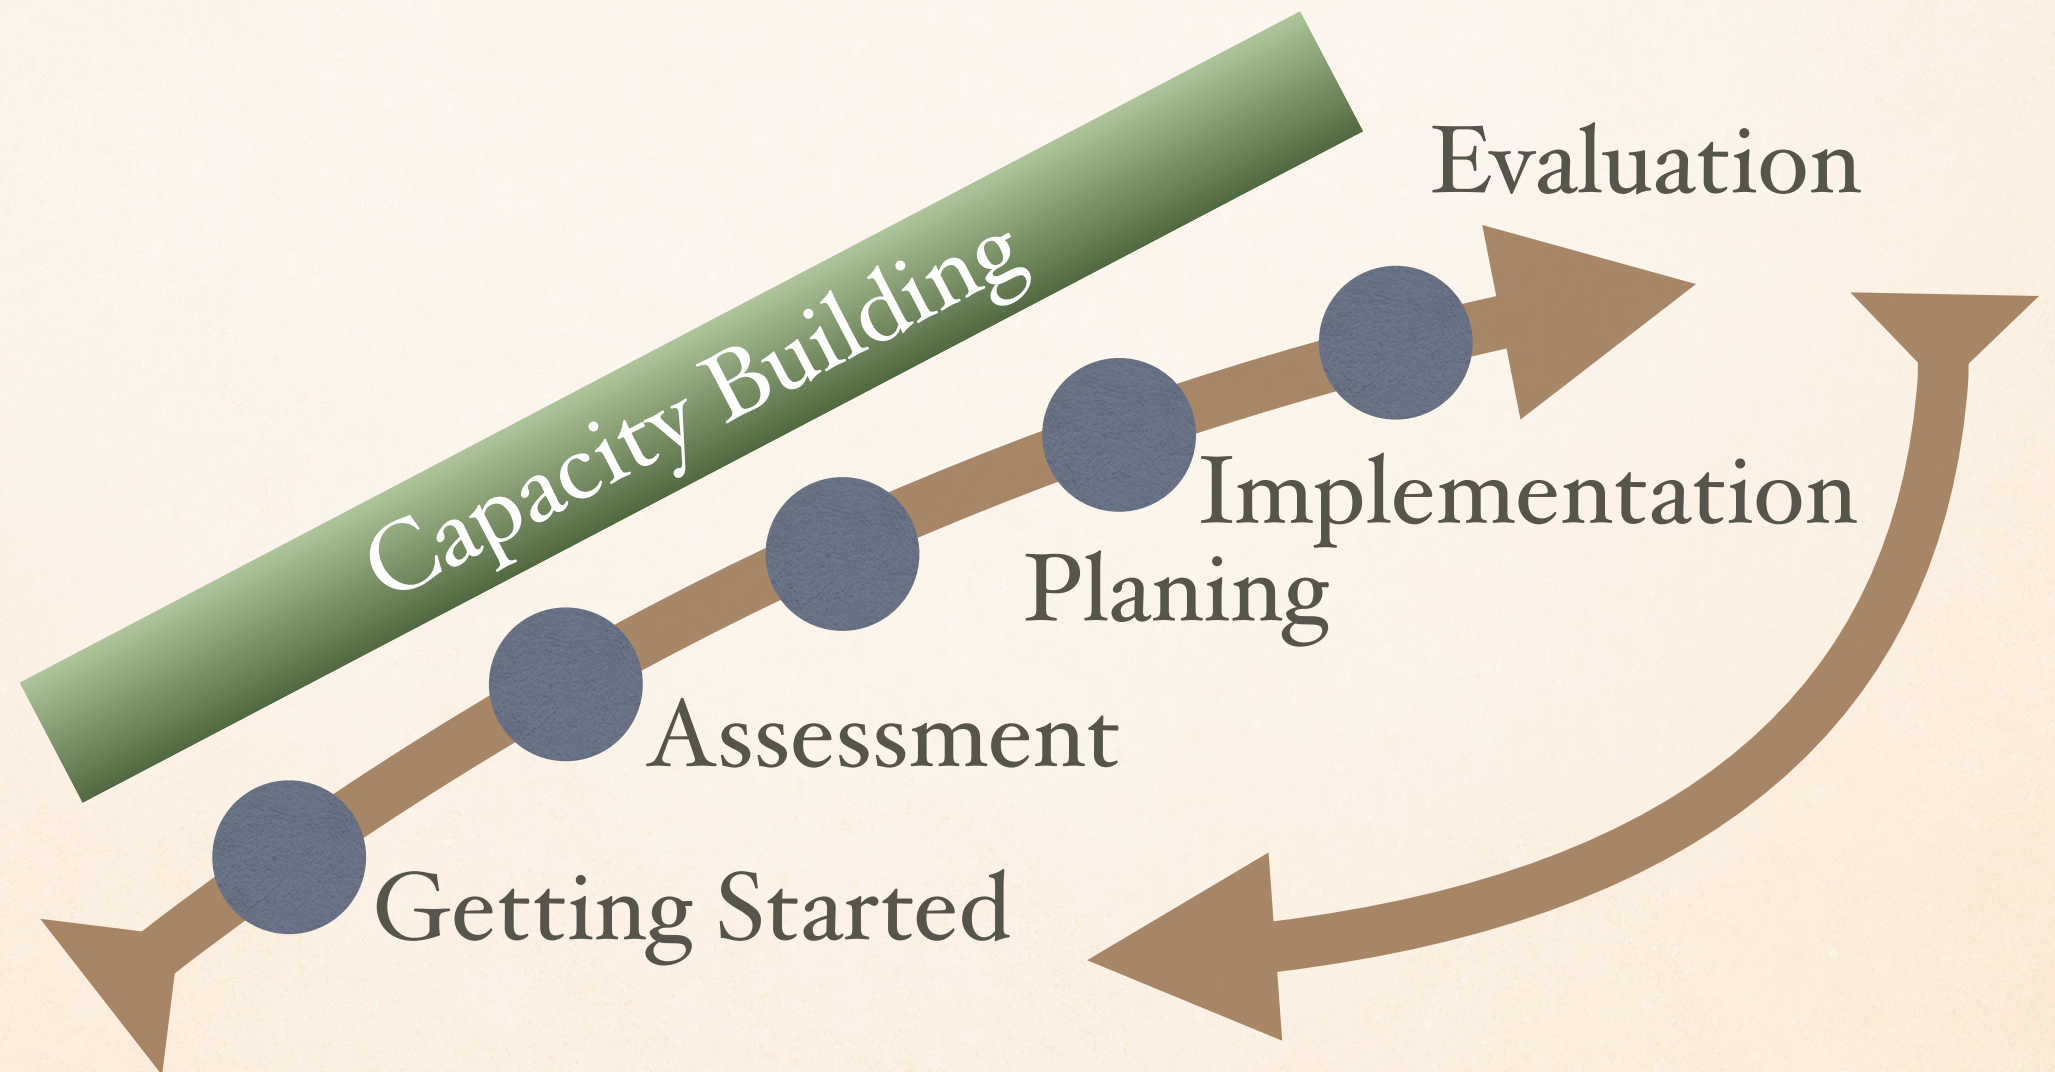 Capacity Building
Evaluation
Implementation
Planing
Assessment
Getting Started